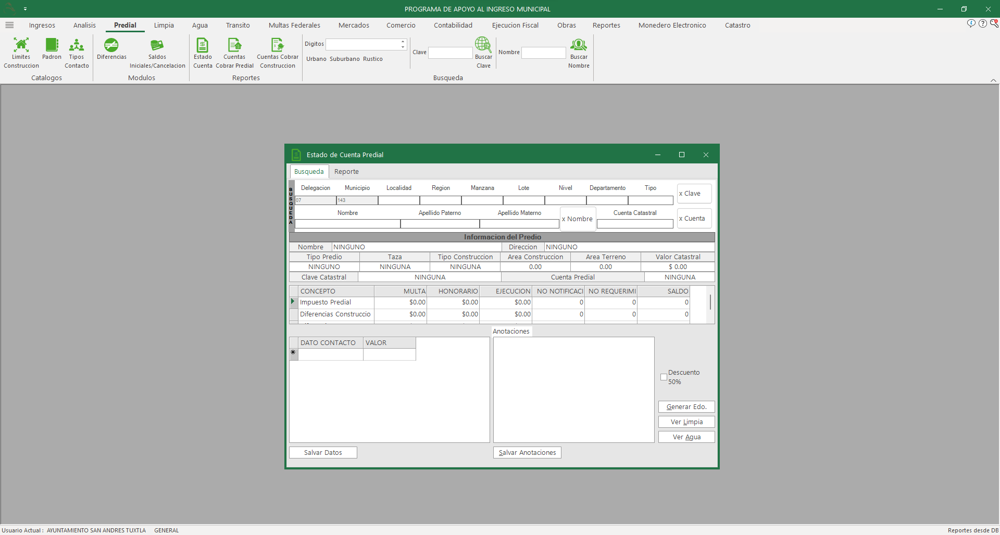 PROGRAMA DE APOYO AL INGRESO MUNICIPAL
Ingresos Analisis Predial Limpia Agua Transito Multas Federales Mercados Comercio Contabilidad Ejecucion Fiscal Obras Reportes Monedero Electronico Catastro
Limites Construccion
Padron
Tipos Contacto
Catalogos
Diferencias
Saldos Iniciales/Cancelacion
Modulos
Estado Cuenta
Cuentas Cobrar Predial
Cuentas Cobrar Construccion
Reportes
Digitos
Urbano Suburbano Rustico
Clave
Buscar Clave
Nombre
Buscar Nombre
Busqueda
Estado de Cuenta Predial
Busqueda Reporte
BUSQUEDA
Delegacion Municipio Localidad Region Manzana Lote Nivel Departamento Tipo
x Clave
07 143
Nombre Apellido Paterno Apellido Materno
x Nombre
Cuenta Catastral
x Cuenta
Informacion del Predio
Nombre NINGUNO Direccion NINGUNO
Tipo Predio Taza Tipo Construccion Area Construccion Area Terreno Valor Catastral
NINGUNO NINGUNA NINGUNA 0.00 0.00 $ 0.00
Clave Catastral NINGUNA Cuenta Predial NINGUNA
CONCEPTO MULTA HONORARIO EJECUCION NO NOTIFICACI NO REQUERIMI SALDO
Impuesto Predial $0.00 $0.00 $0.00 0 0 0
Diferencias Construccio $0.00 $0.00 $0.00 0 0 0
Anotaciones
DATO CONTACTO VALOR
*
Descuento
50%
Generar Edo.
Ver Limpia
Ver Agua
Salvar Datos
Salvar Anotaciones
Usuario Actual : AYUNTAMIENTO SAN ANDRES TUXTLA GENERAL
Reportes desde DB